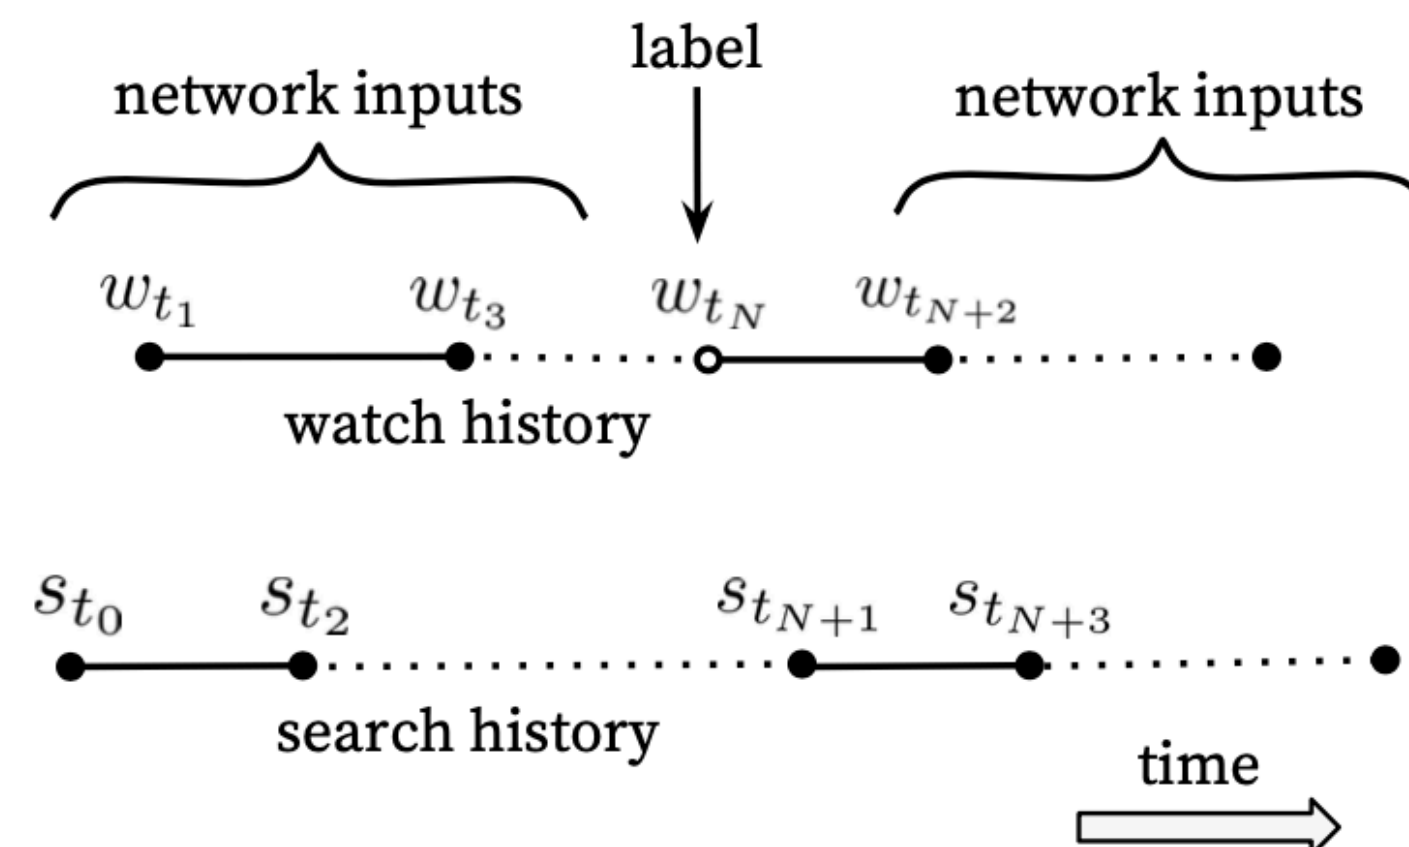 label
network inputs network inputs
w_{t_1} w_{t_3} w_{t_N} w_{t_{N+2}}
watch history
s_{t_0} s_{t_2} s_{t_{N+1}} s_{t_{N+3}}
search history
time